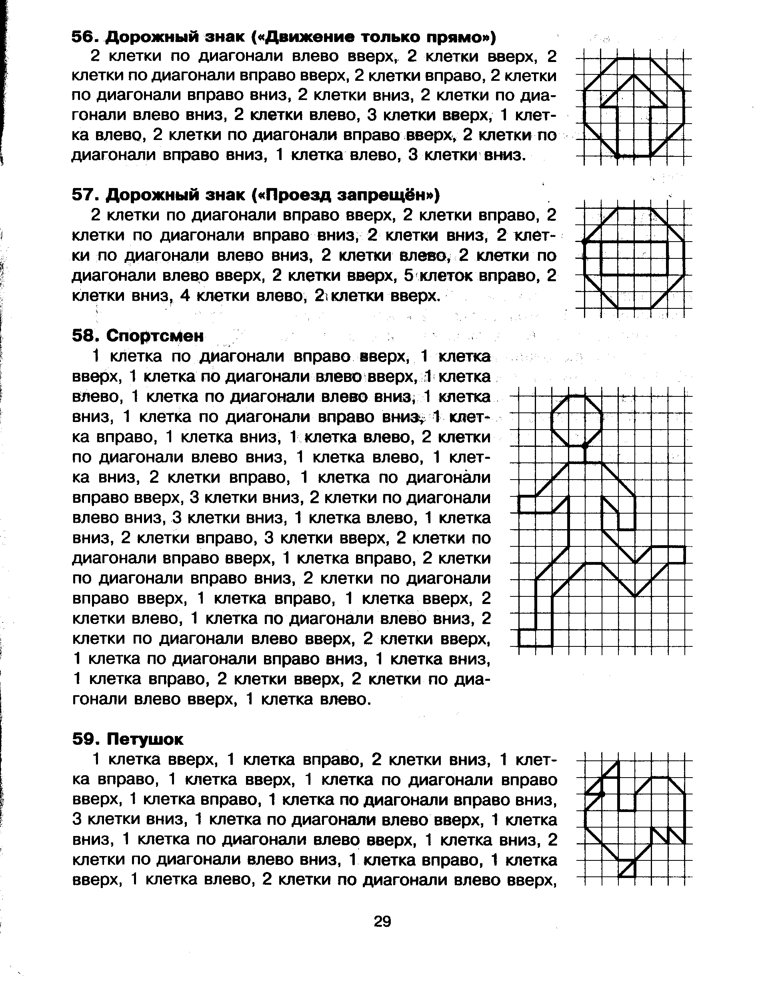 56. Дорожный знак («Движение только прямо»)
2 клетки по диагонали влево вверх, 2 клетки вверх, 2
клетки по диагонали вправо вверх, 2 клетки вправо, 2 клетки
по диагонали вправо вниз, 2 клетки вниз, 2 клетки по диа-
гонали влево вниз, 2 клетки влево, 3 клетки вверх, 1 клет-
ка влево, 2 клетки по диагонали вправо вверх, 2 клетки по
диагонали вправо вниз, 1 клетка влево, 3 клетки вниз.
57. Дорожный знак («Проезд запрещён»)
2 клетки по диагонали вправо вверх, 2 клетки вправо, 2
клетки по диагонали вправо вниз, 2 клетки вниз, 2 клет-
ки по диагонали влево вниз, 2 клетки влево, 2 клетки по
диагонали влево вверх, 2 клетки вверх, 5 клеток вправо, 2
клетки вниз, 4 клетки влево, 2 клетки вверх.
58. Спортсмен
1 клетка по диагонали вправо вверх, 1 клетка
вверх, 1 клетка по диагонали влево вверх, 1 клетка
влево, 1 клетка по диагонали влево вниз, 1 клетка
вниз, 1 клетка по диагонали вправо вниз, 1 клет-
ка вправо, 1 клетка вниз, 1 клетка влево, 2 клетки
по диагонали влево вниз, 1 клетка влево, 1 клет-
ка вниз, 2 клетки вправо, 1 клетка по диагонали
вправо вверх, 3 клетки вниз, 2 клетки по диагонали
влево вниз, 3 клетки вниз, 1 клетка влево, 1 клетка
вниз, 2 клетки вправо, 3 клетки вверх, 2 клетки по
диагонали вправо вверх, 1 клетка вправо, 2 клетки
по диагонали вправо вниз, 2 клетки по диагонали
вправо вверх, 1 клетка вправо, 1 клетка вверх, 2
клетки влево, 1 клетка по диагонали влево вниз, 2
клетки по диагонали влево вверх, 2 клетки вверх,
1 клетка по диагонали вправо вниз, 1 клетка вниз,
1 клетка вправо, 2 клетки вверх, 2 клетки по диа-
гонали влево вверх, 1 клетка влево.
59. Петушок
1 клетка вверх, 1 клетка вправо, 2 клетки вниз, 1 клет-
ка вправо, 1 клетка вверх, 1 клетка по диагонали вправо
вверх, 1 клетка вправо, 1 клетка по диагонали вправо вниз,
3 клетки вниз, 1 клетка по диагонали влево вверх, 1 клетка
вниз, 1 клетка по диагонали влево вверх, 1 клетка вниз, 2
клетки по диагонали влево вниз, 1 клетка вправо, 1 клетка
вверх, 1 клетка влево, 2 клетки по диагонали влево вверх,
29